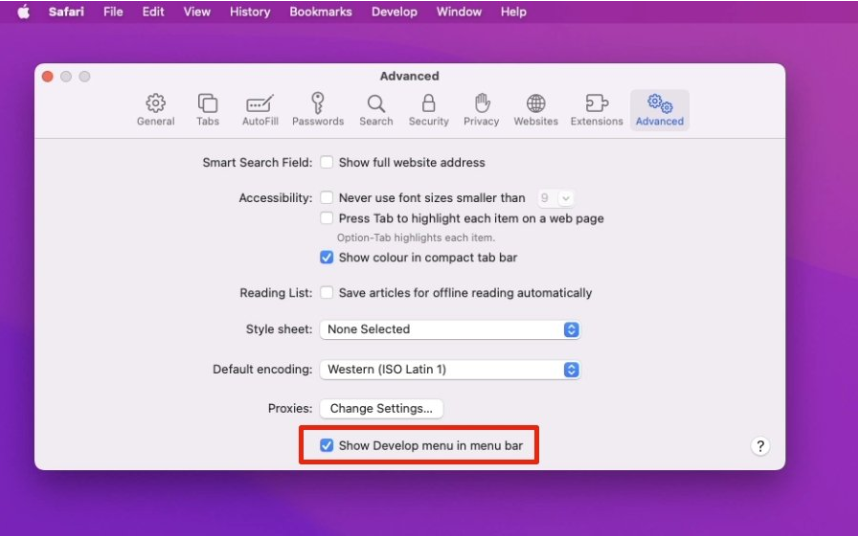 Safari File Edit View History Bookmarks Develop Window Help
Advanced
General Tabs AutoFill Passwords Search Security Privacy Websites Extensions Advanced
Smart Search Field: Show full website address
Accessibility: Never use font sizes smaller than 9
Press Tab to highlight each item on a web page
Option-Tab highlights each item.
Show colour in compact tab bar
Reading List: Save articles for offline reading automatically
Style sheet: None Selected
Default encoding: Western (ISO Latin 1)
Proxies: Change Settings...
Show Develop menu in menu bar ?